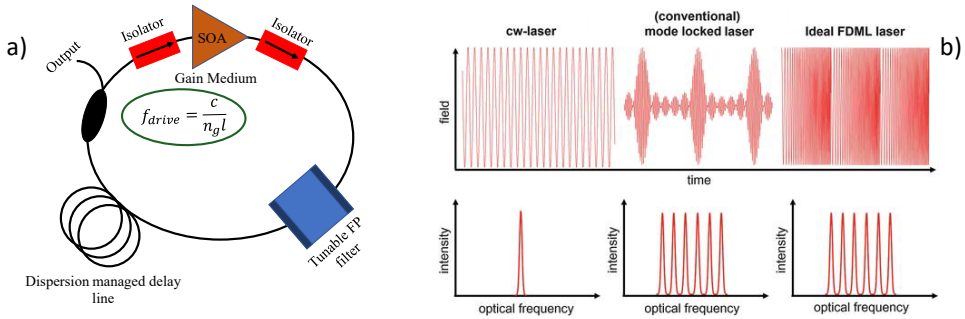 a)
Output
Isolator
SOA
Isolator
Gain Medium
f_drive = c / (n_g l)
Tunable FP
filter
Dispersion managed delay
line
b)
cw-laser
(conventional)
mode locked laser
Ideal FDML laser
field
time
intensity
optical frequency
intensity
optical frequency
intensity
optical frequency